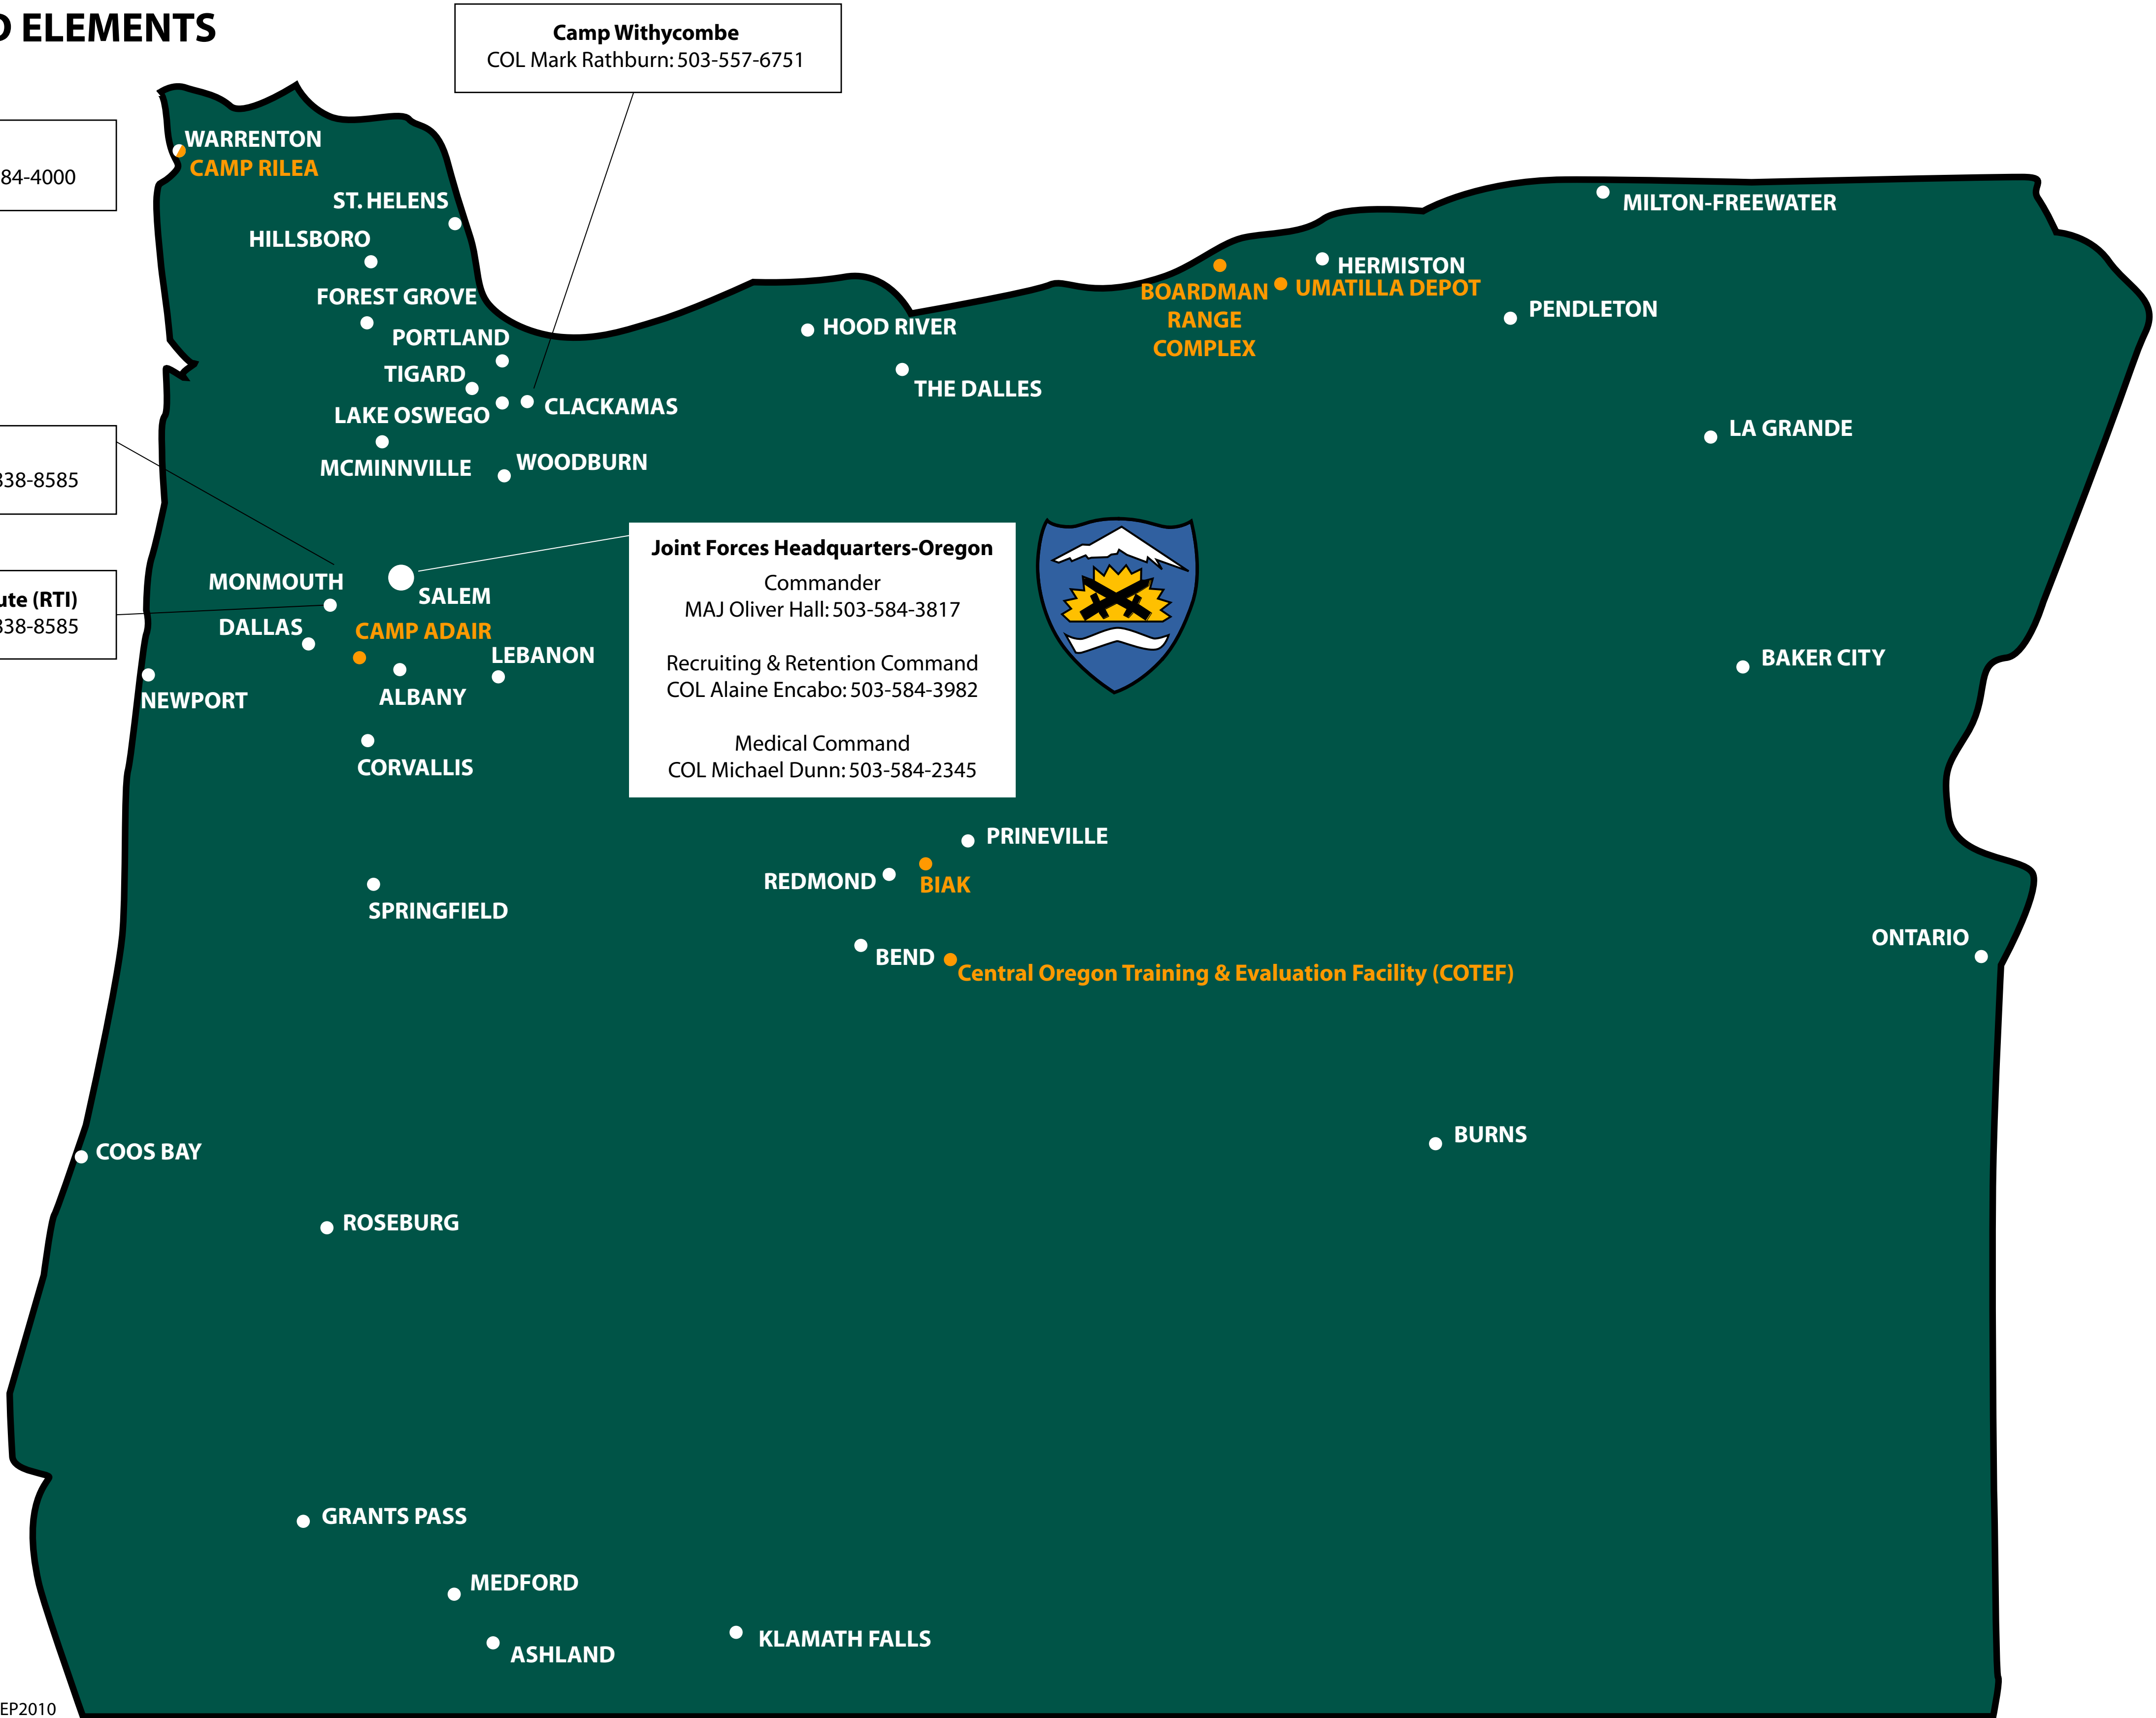 ELEMENTS
Camp Withycombe
COL Mark Rathburn: 503-557-6751
84-4000
WARRENTON
CAMP RILEA
ST. HELENS
HILLSBORO
FOREST GROVE
PORTLAND
TIGARD
LAKE OSWEGO
CLACKAMAS
MCMINNVILLE
WOODBURN
HOOD RIVER
THE DALLES
BOARDMAN
RANGE
COMPLEX
HERMISTON
UMATILLA DEPOT
MILTON-FREEWATER
PENDLETON
LA GRANDE
338-8585
(RTI)
338-8585
MONMOUTH
SALEM
DALLAS
CAMP ADAIR
LEBANON
NEWPORT
ALBANY
CORVALLIS
Joint Forces Headquarters-Oregon
Commander
MAJ Oliver Hall: 503-584-3817
Recruiting & Retention Command
COL Alaine Encabo: 503-584-3982
Medical Command
COL Michael Dunn: 503-584-2345
BAKER CITY
PRINEVILLE
REDMOND
BIAK
SPRINGFIELD
BEND
Central Oregon Training & Evaluation Facility (COTEF)
ONTARIO
BURNS
COOS BAY
ROSEBURG
GRANTS PASS
MEDFORD
ASHLAND
KLAMATH FALLS
EP2010